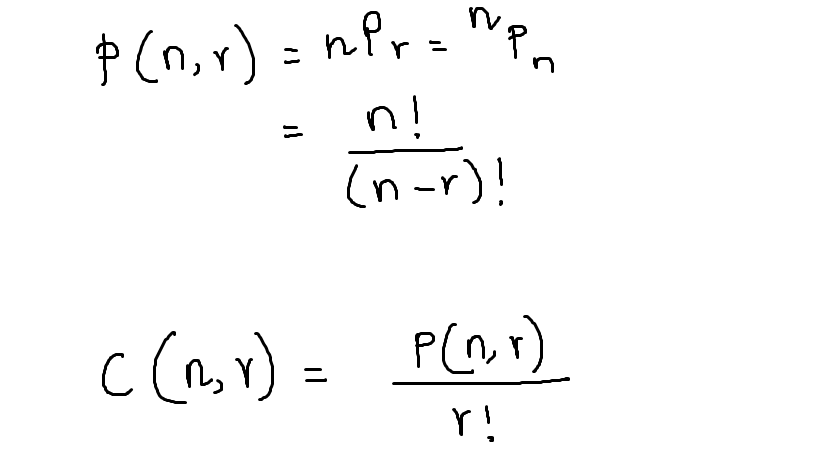 P(n,r) = nPr = ⁿPₙ
= n!/(n-r)!
C(n,r) = P(n,r)/r!